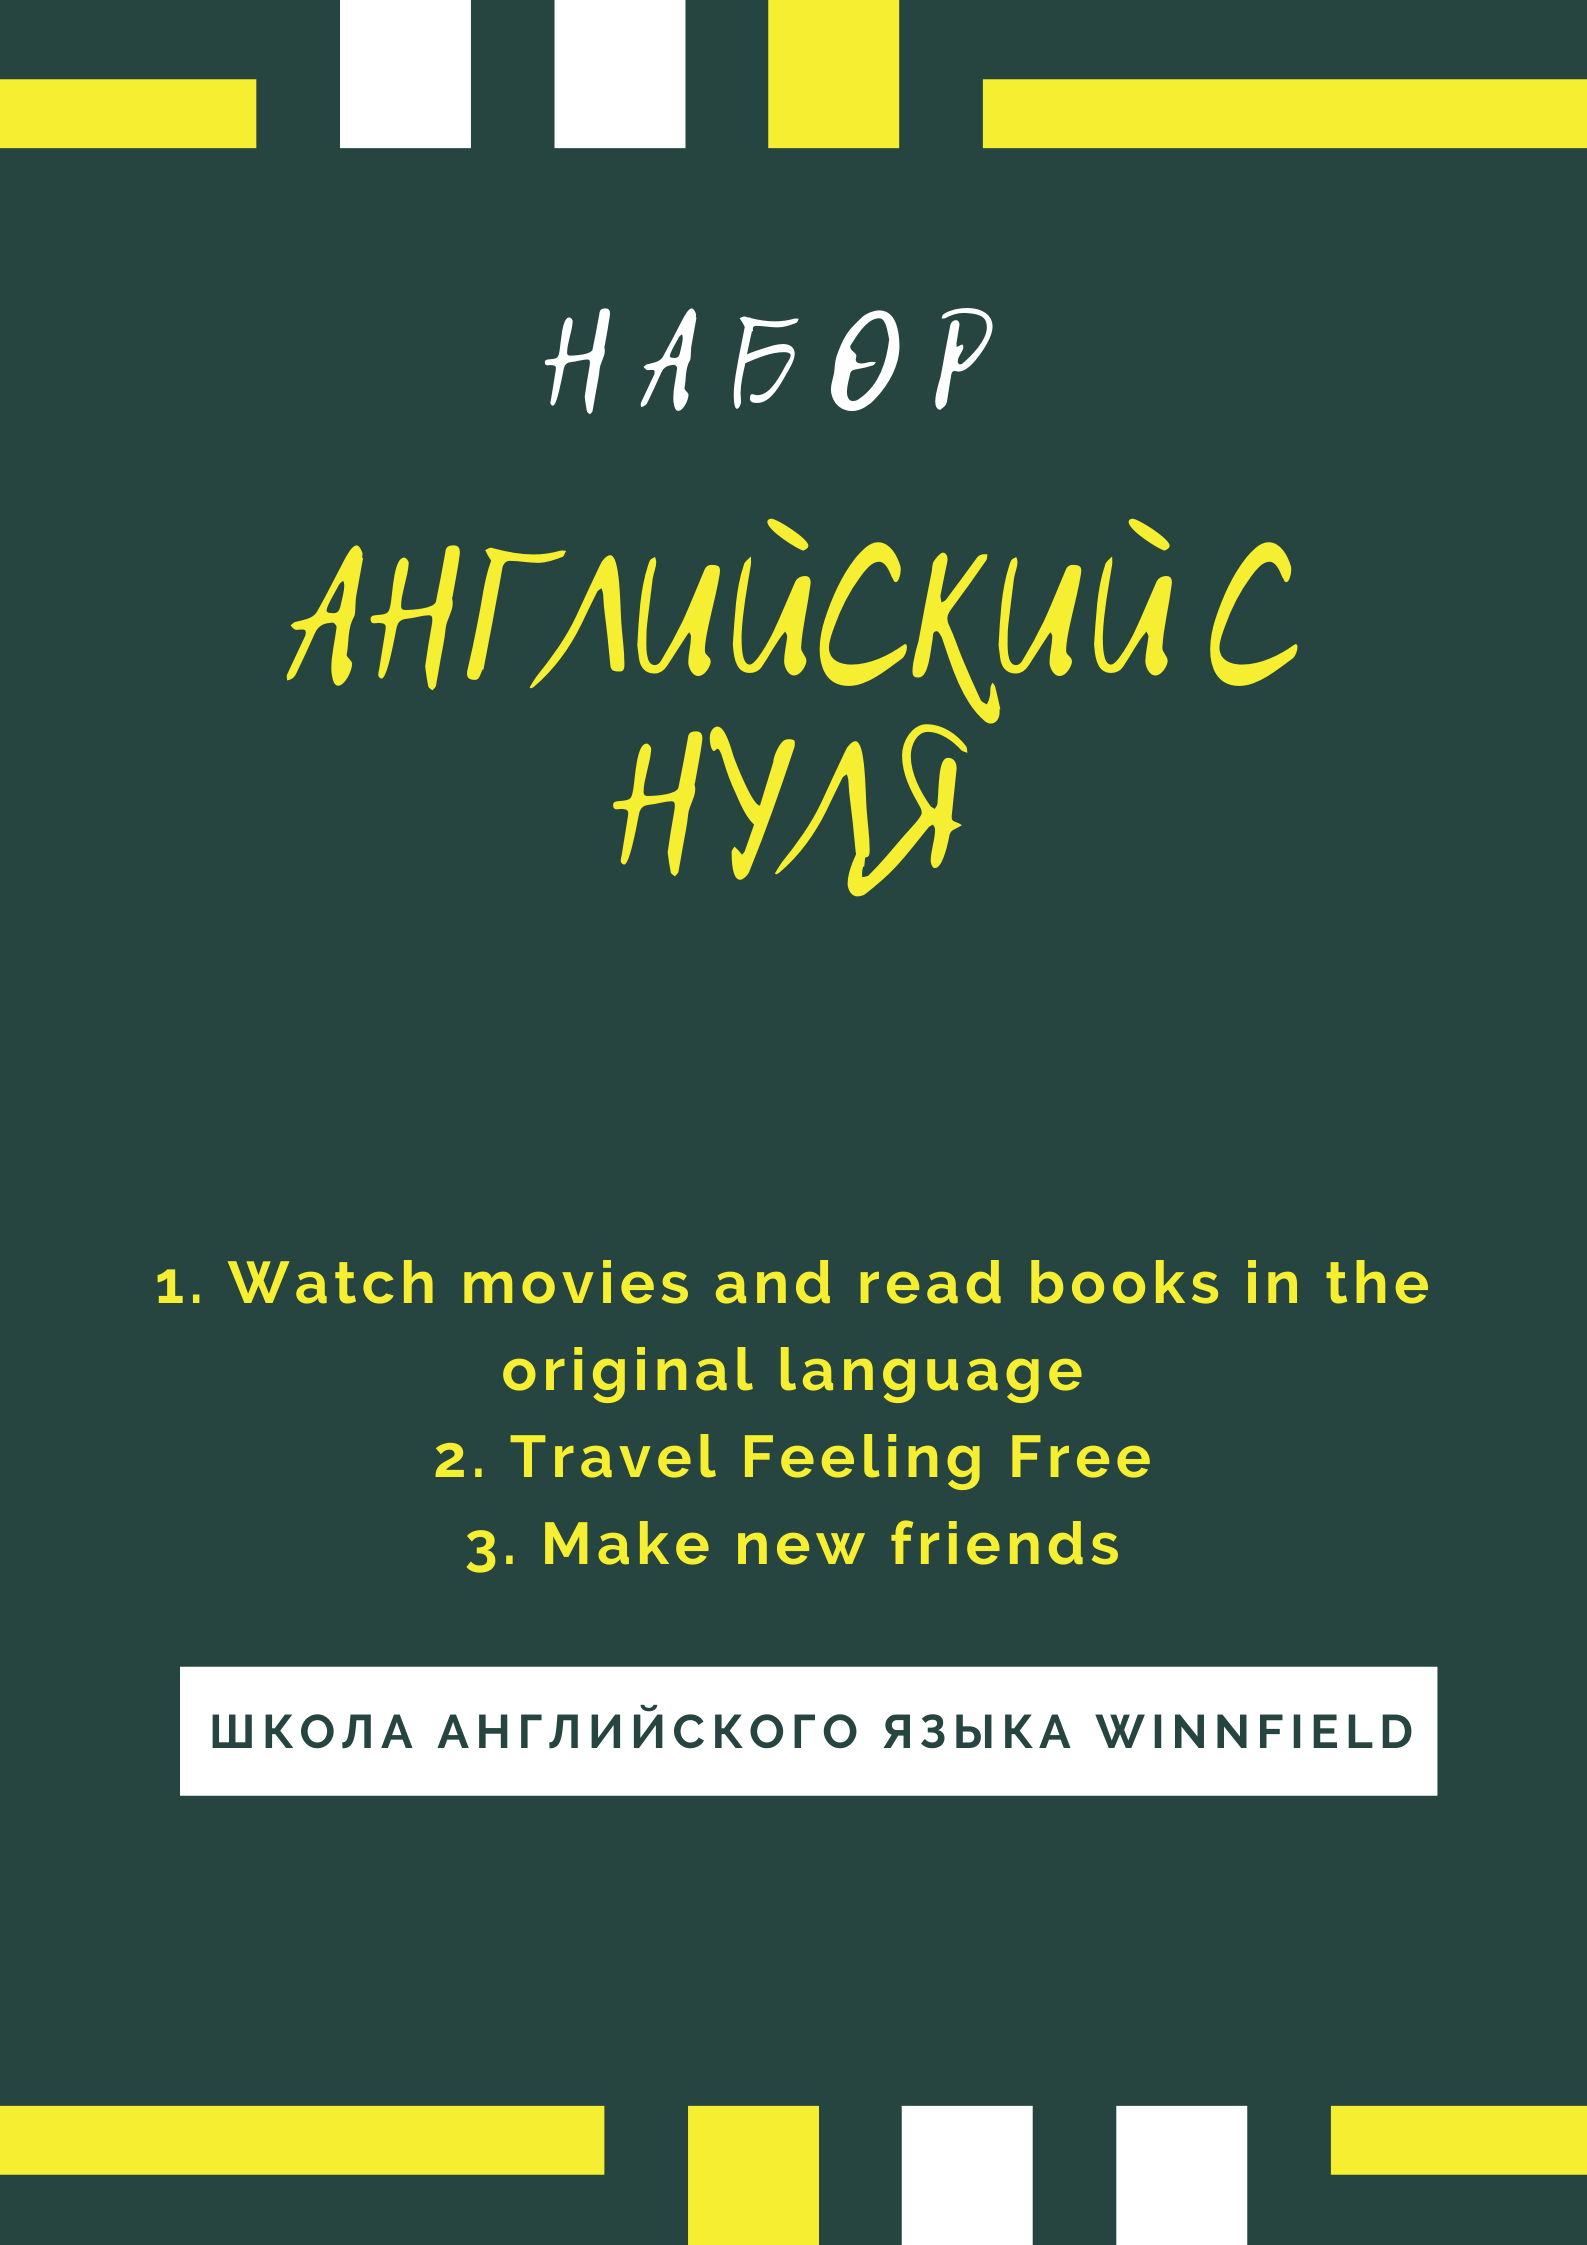 НАБОР
АНГЛИЙСКИЙ С
НУЛЯ
1. Watch movies and read books in the
original language
2. Travel Feeling Free
3. Make new friends
ШКОЛА АНГЛИЙСКОГО ЯЗЫКА WINNFIELD